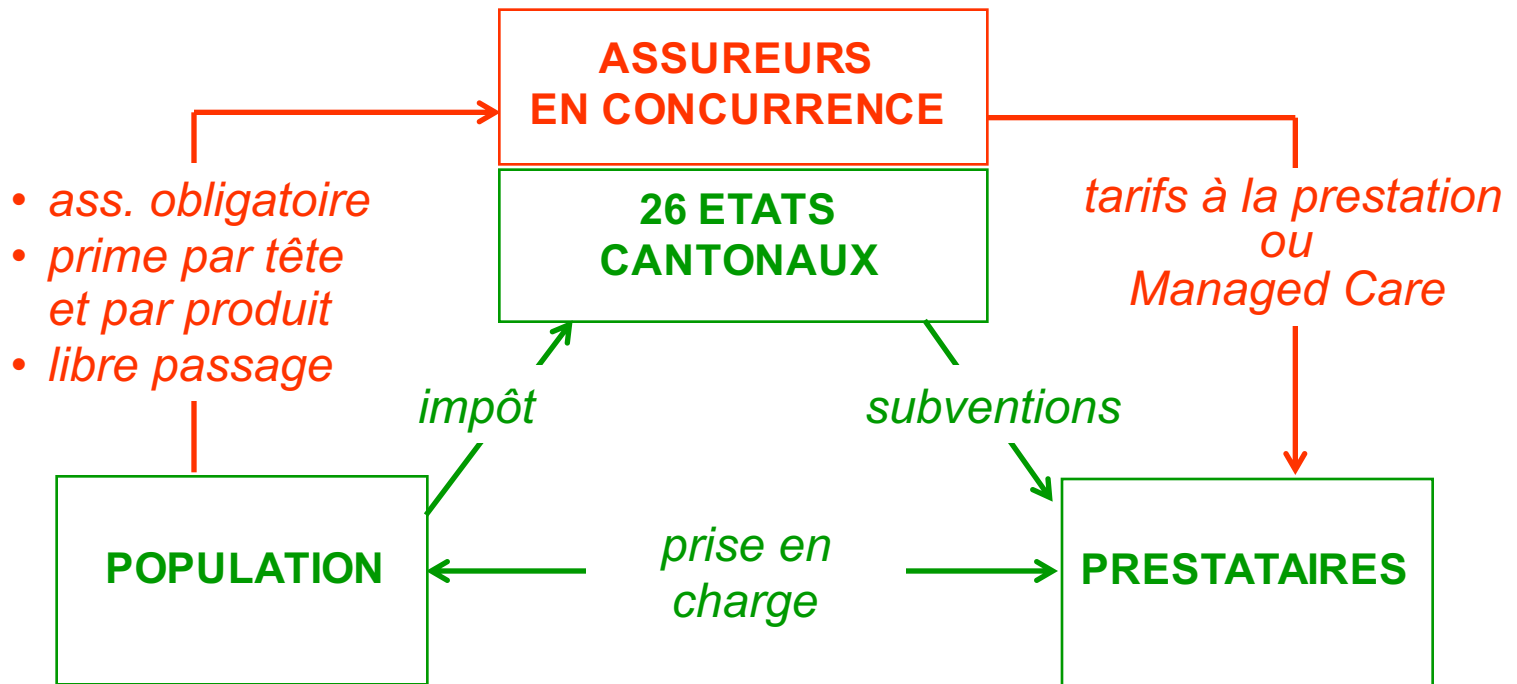 ASSUREURS
EN CONCURRENCE
• ass. obligatoire
• prime par tête
et par produit
• libre passage
26 ETATS
CANTONAUX
tarifs à la prestation
ou
Managed Care
impôt
subventions
POPULATION
prise en
charge
PRESTATAIRES